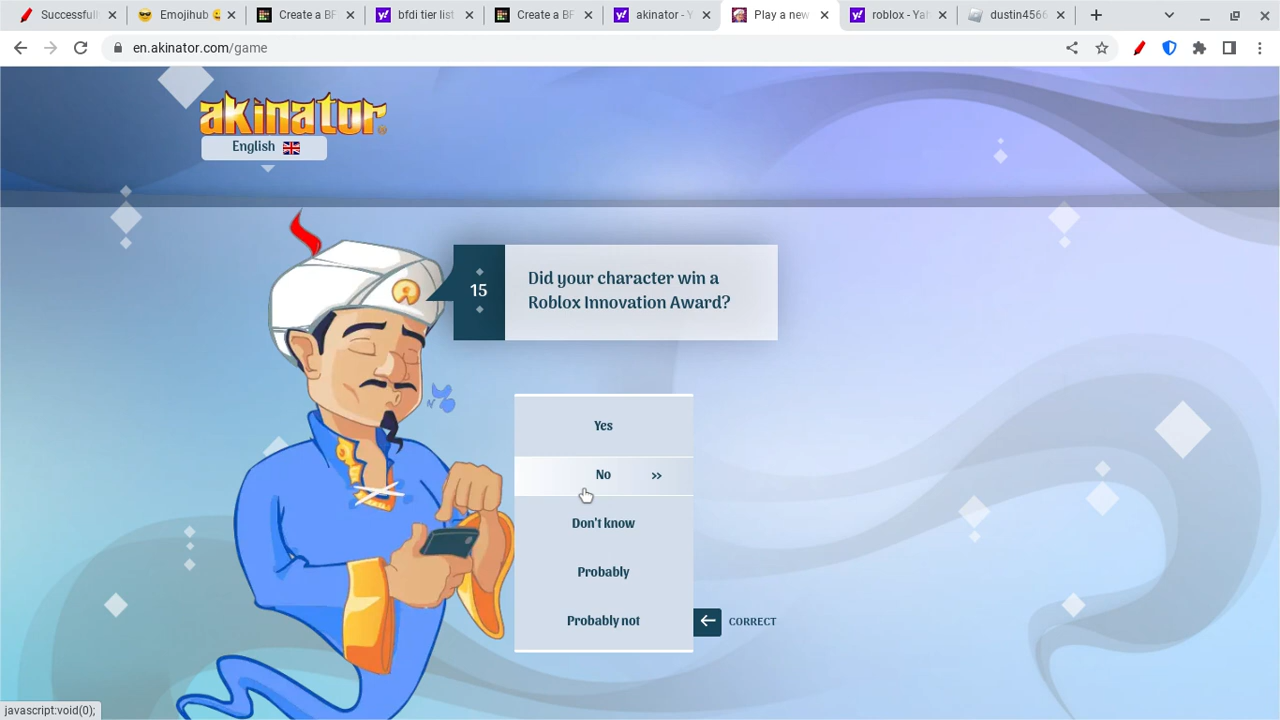 Successfull
Emojihub
Create a BF
bfdi tier list
Create a BF
akinator - Y
Play a new
roblox - Ya
dustin4566
en.akinator.com/game
akinator
English
15
Did your character win a
Roblox Innovation Award?
Yes
No »
Don't know
Probably
Probably not
CORRECT
javascript:void(0);